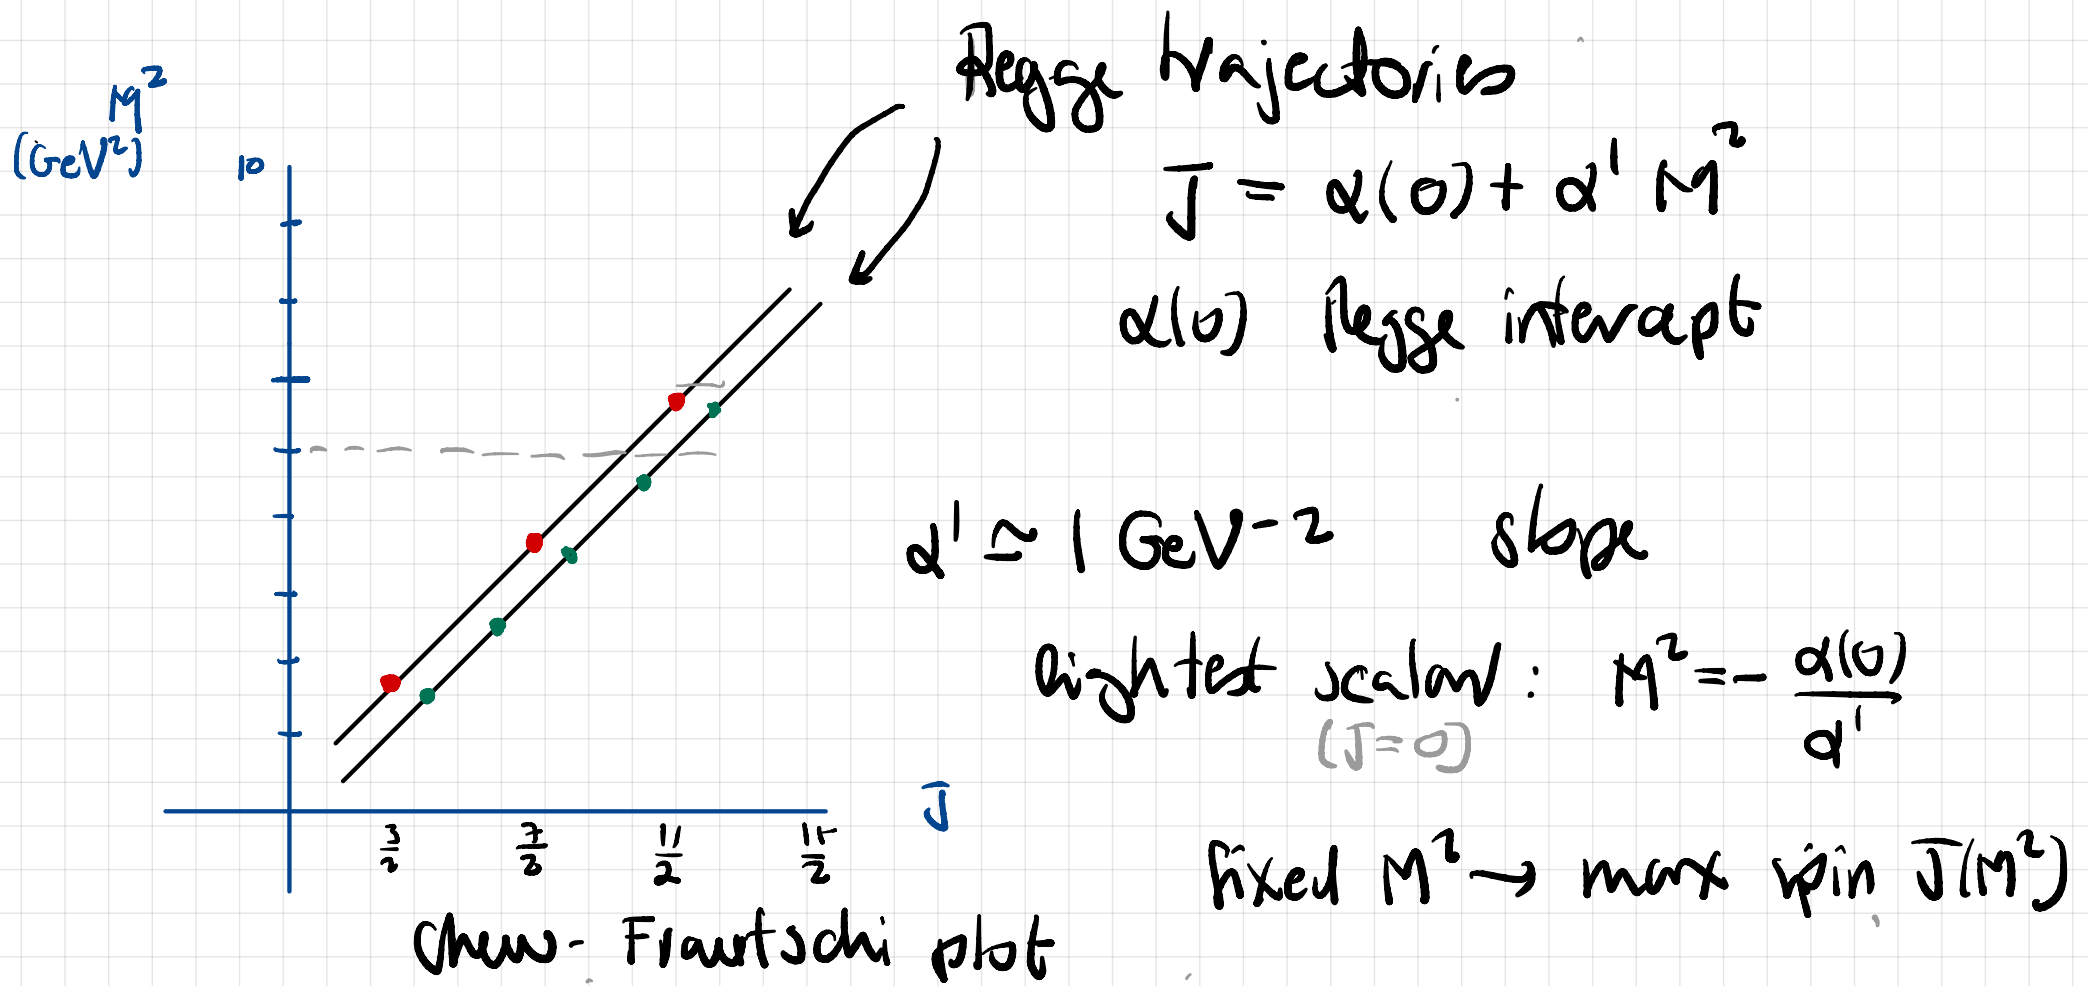 Regge trajectories
M²
(GeV²)
10
J = α(0) + α' M²
α(0) Regge intercept
α' ≃ 1 GeV⁻² slope
lightest scalar : M² = - α(0)/α'
(J=0)
J
3/2 7/2 11/2 15/2
fixed M² → max spin J(M²)
Chew-Frautschi plot